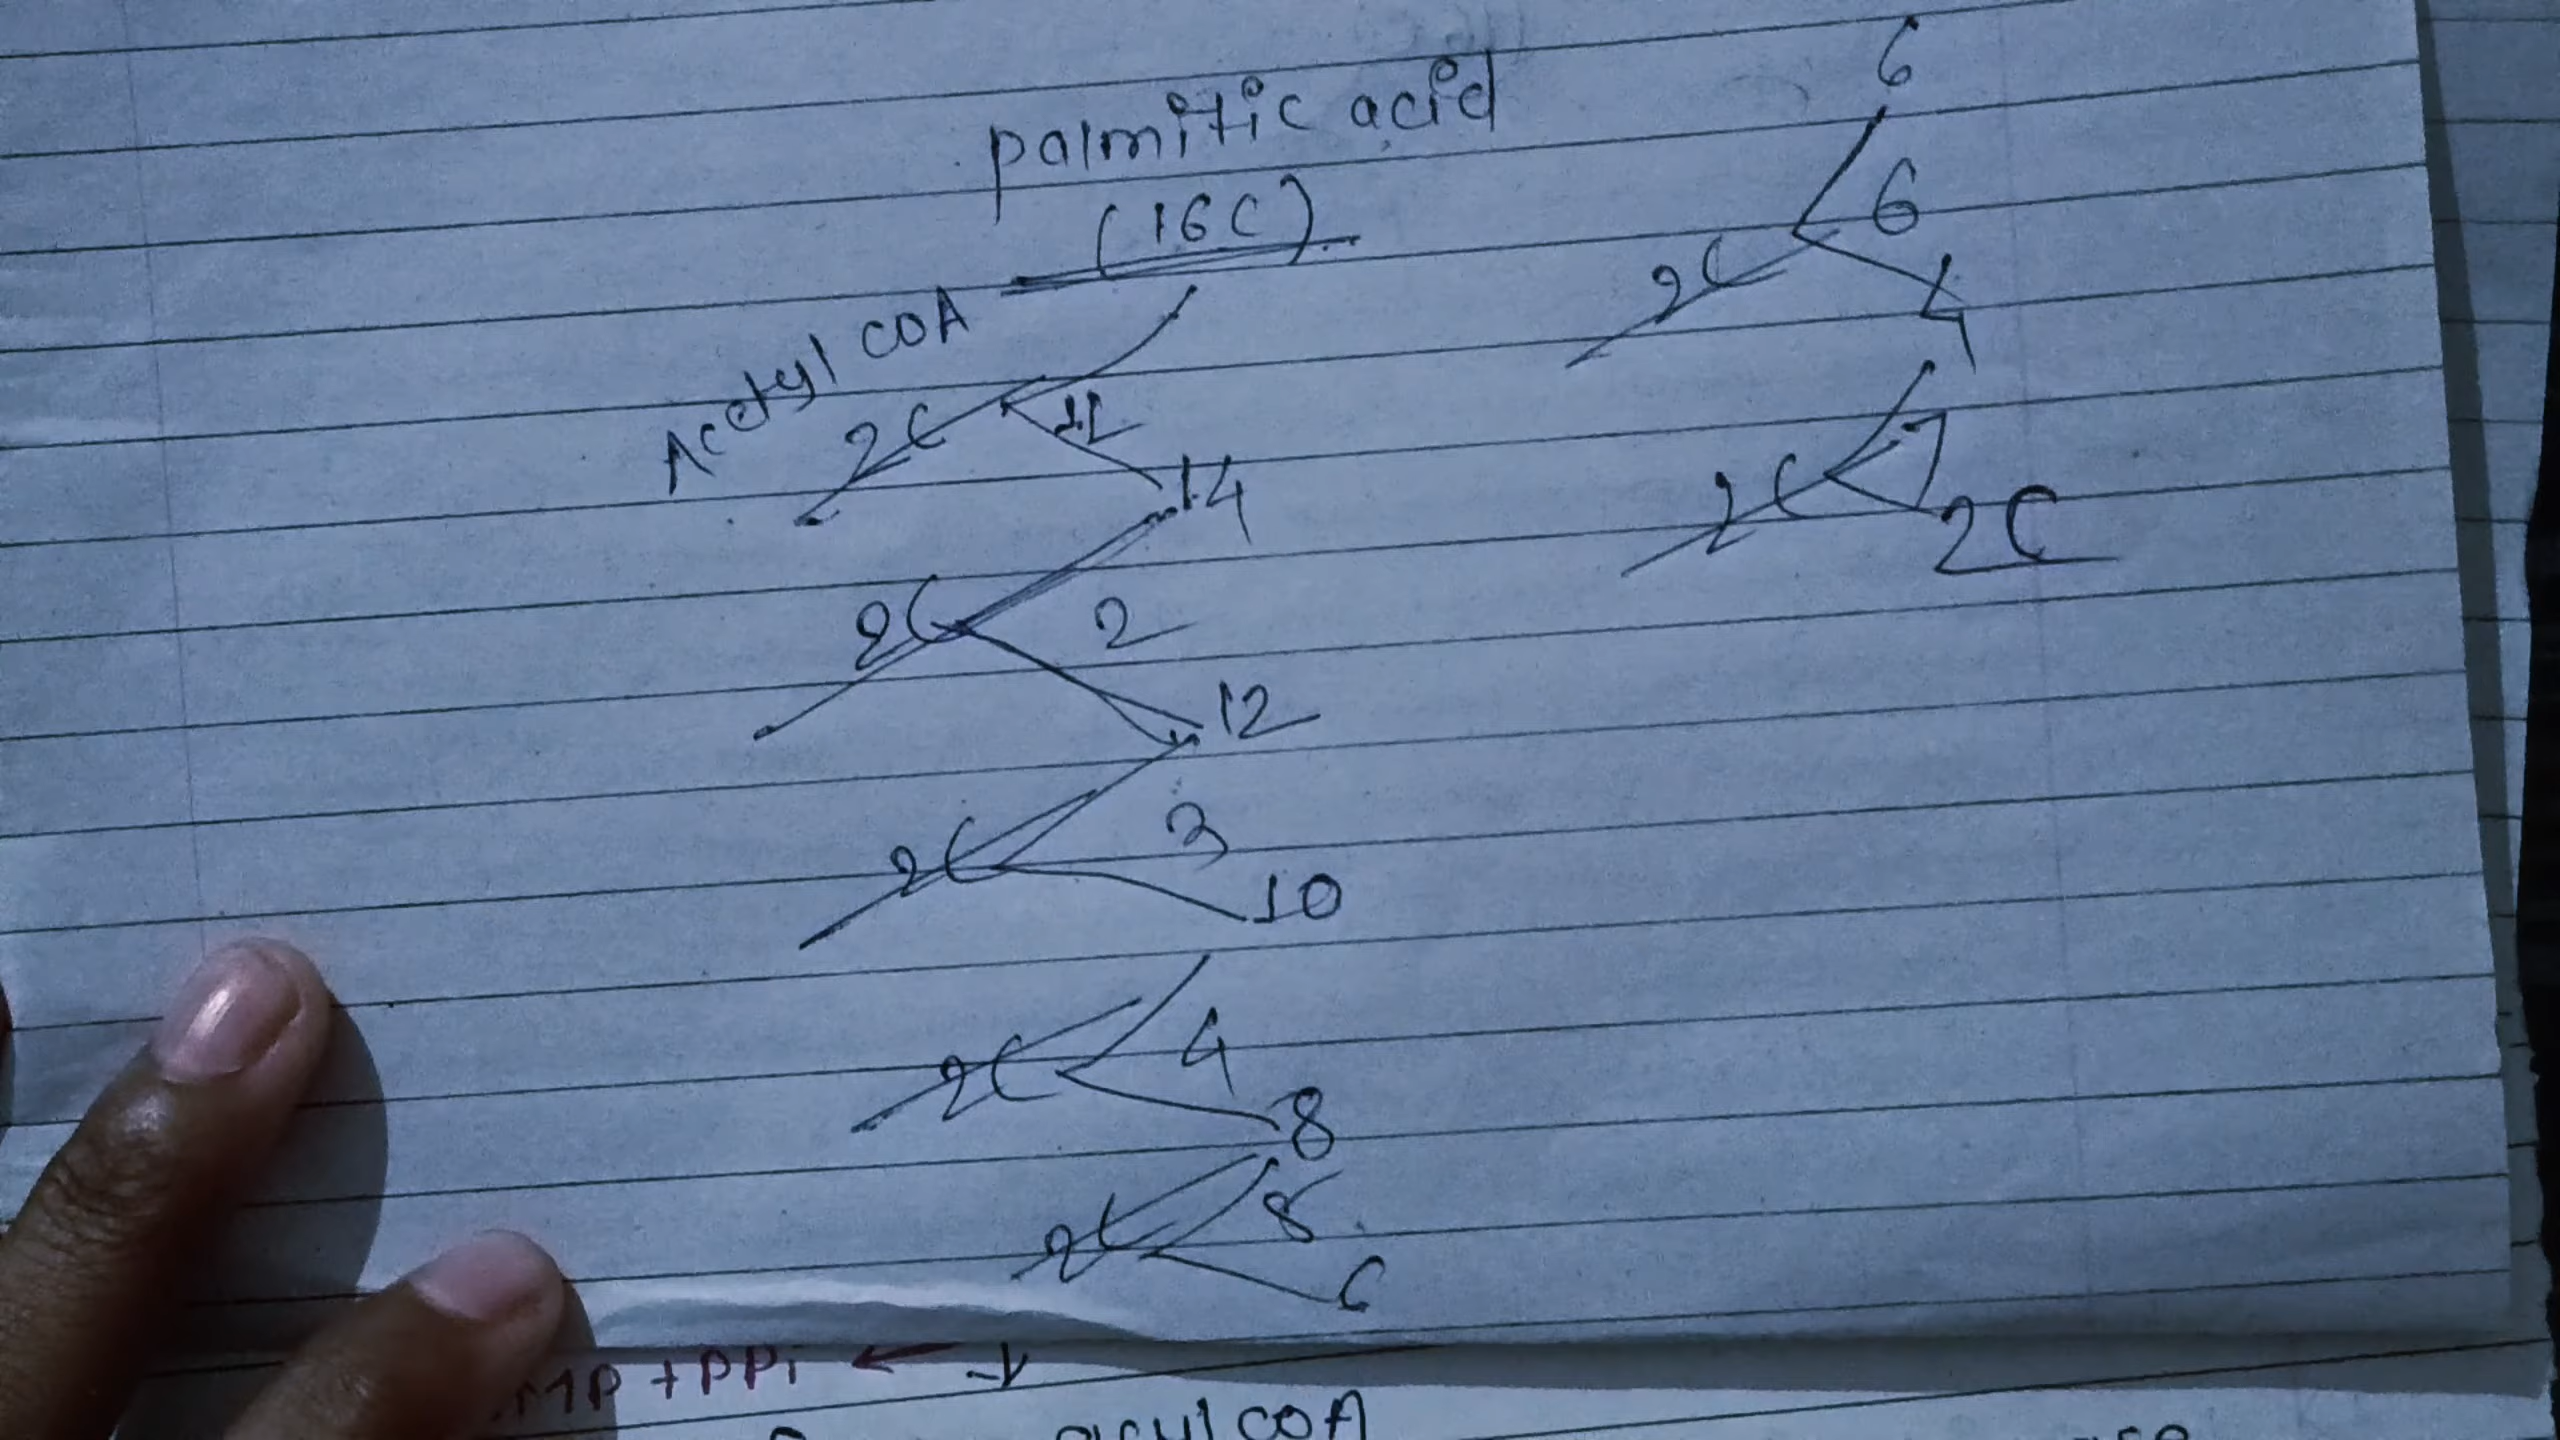 palmitic acid
(16C)
Acetyl COA
2C 1
14
2C 2
12
2C 3
10
2C 4
8
2C
6
6
2C 6
4
2C 7
2C
MP + PPi ←
acyl COA